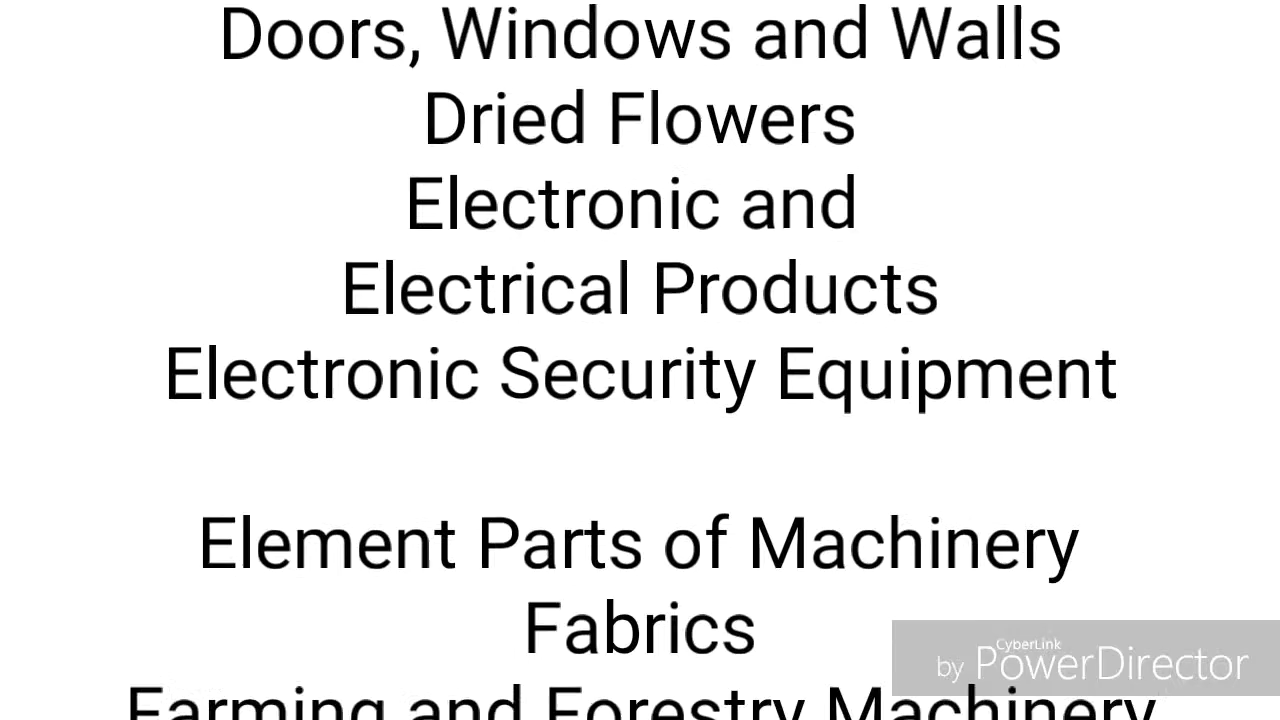 Doors, Windows and Walls
Dried Flowers
Electronic and
Electrical Products
Electronic Security Equipment
Element Parts of Machinery
Fabrics
Farming and Forestry Machinery
CyberLink
by PowerDirector